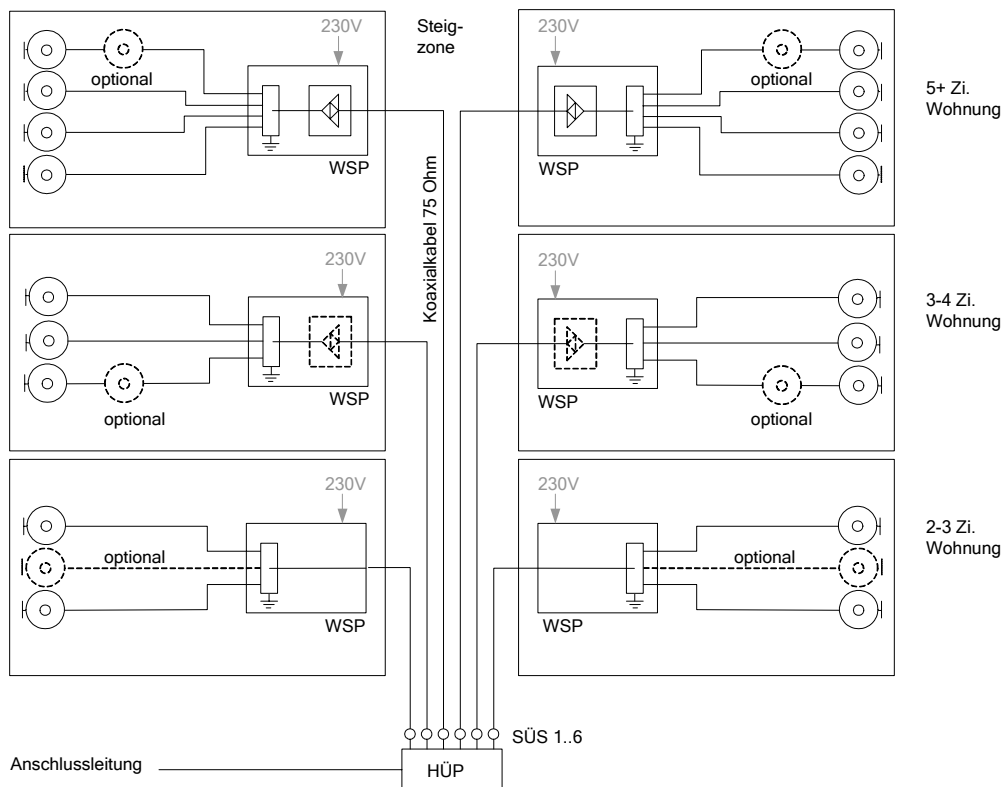 230V
Steig-
zone
230V
optional
optional
5+ Zi.
Wohnung
WSP
WSP
Koaxialkabel 75 Ohm
230V
230V
3-4 Zi.
Wohnung
WSP
WSP
optional
optional
230V
230V
2-3 Zi.
Wohnung
optional
optional
WSP
WSP
SÜS 1..6
Anschlussleitung
HÜP